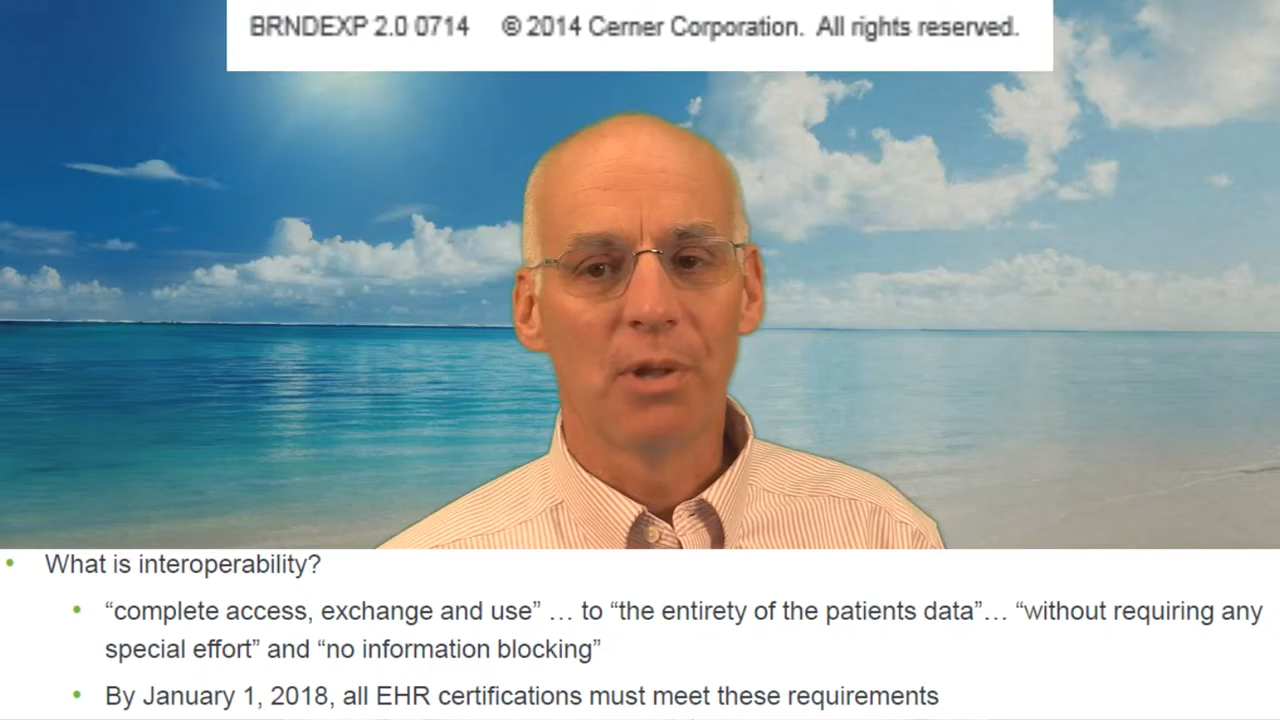 BRNDEXP 2.0 0714 © 2014 Cerner Corporation. All rights reserved.
• What is interoperability?
• “complete access, exchange and use” … to “the entirety of the patients data”… “without requiring any
special effort” and “no information blocking”
• By January 1, 2018, all EHR certifications must meet these requirements